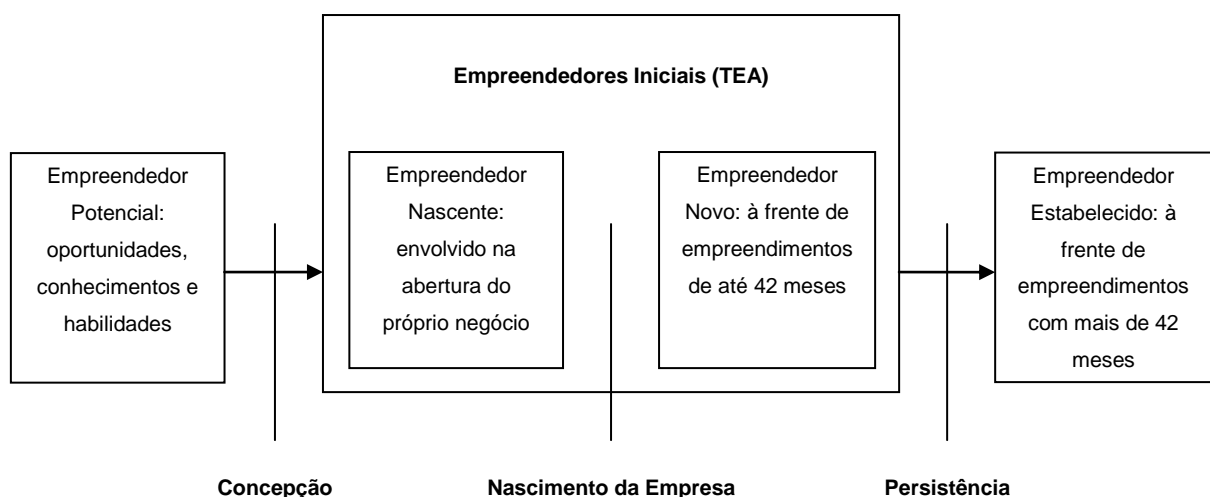 Empreendedores Iniciais (TEA)
Empreendedor
Potencial:
oportunidades,
conhecimentos e
habilidades
Empreendedor
Nascente:
envolvido na
abertura do
próprio negócio
Empreendedor
Novo: à frente de
empreendimentos
de até 42 meses
Empreendedor
Estabelecido: à
frente de
empreendimentos
com mais de 42
meses
Concepção
Nascimento da Empresa
Persistência